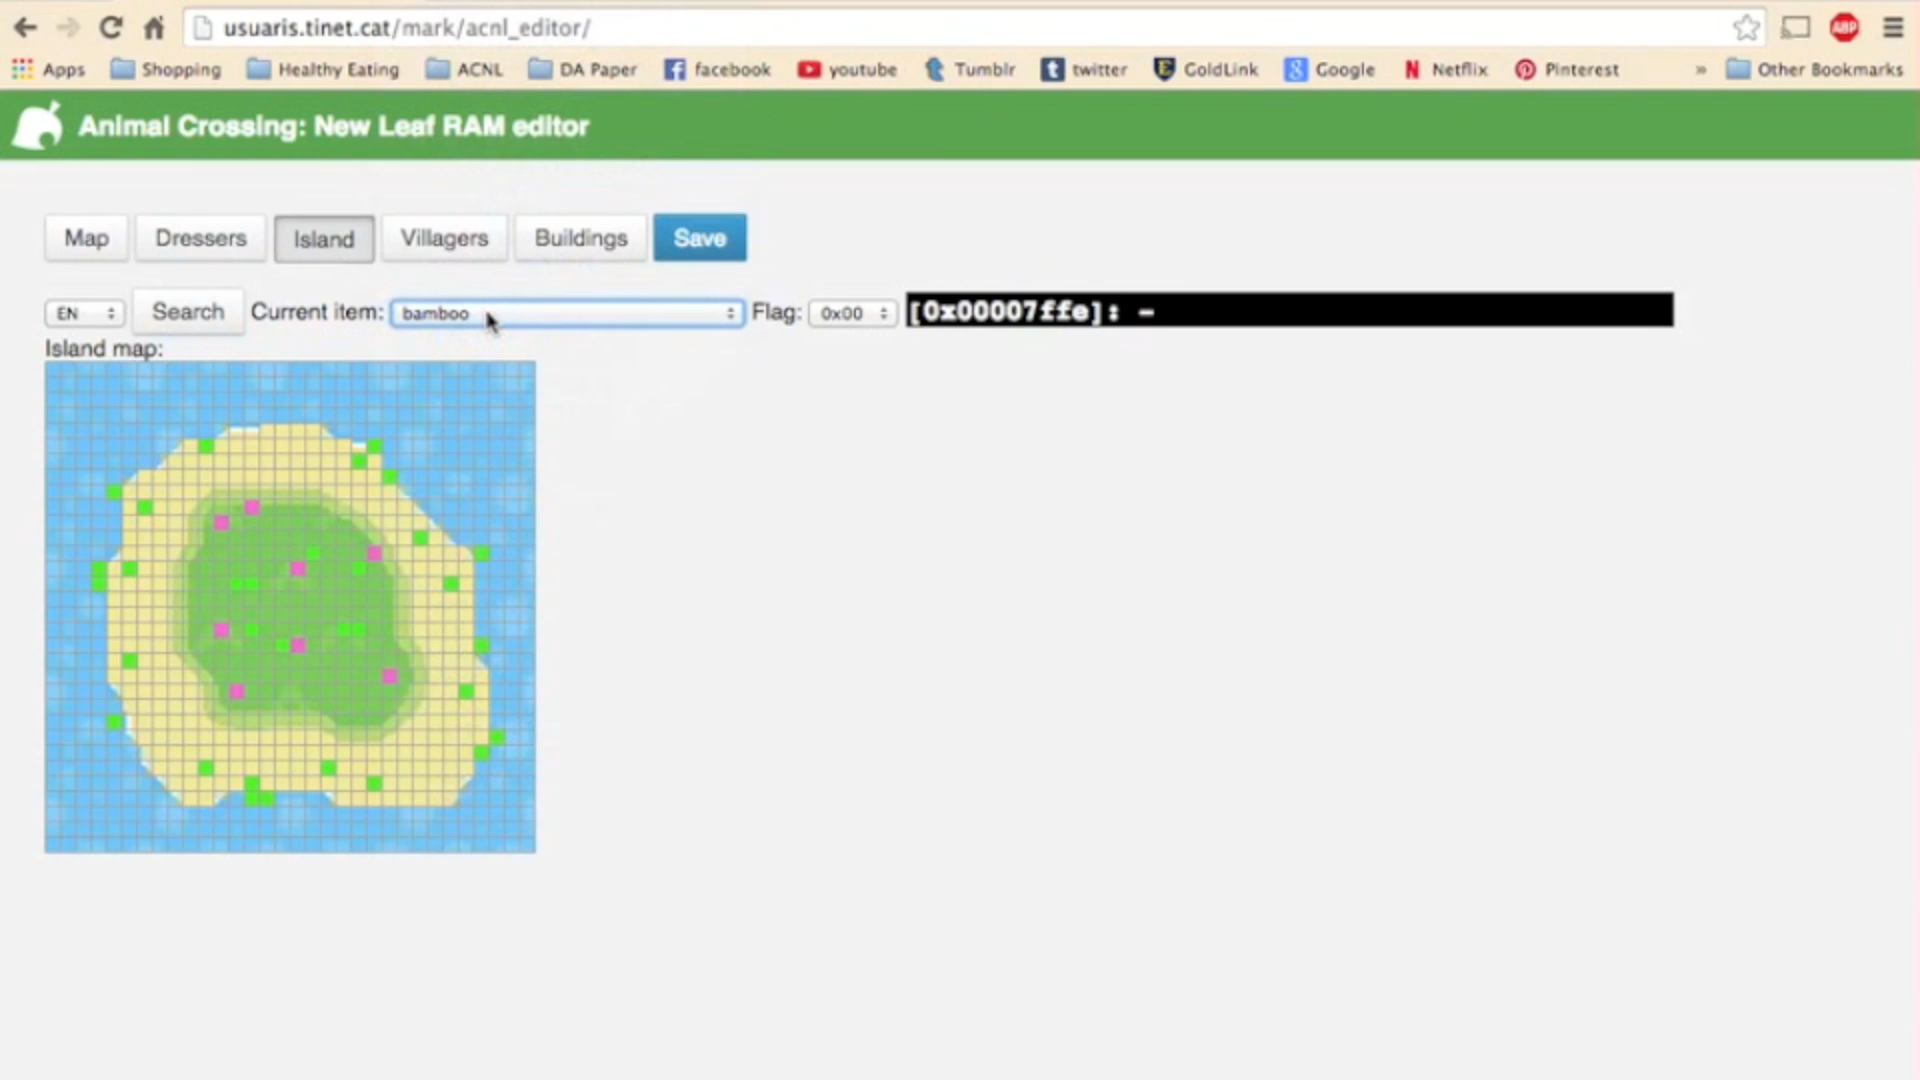 usuaris.tinet.cat/mark/acnl_editor/
ABP
Apps Shopping Healthy Eating ACNL DA Paper facebook youtube Tumblr twitter GoldLink Google Netflix Pinterest » Other Bookmarks
Animal Crossing: New Leaf RAM editor
Map Dressers Island Villagers Buildings Save
EN Search Current item: bamboo Flag: 0x00 [0x00007ffe]: -
Island map: